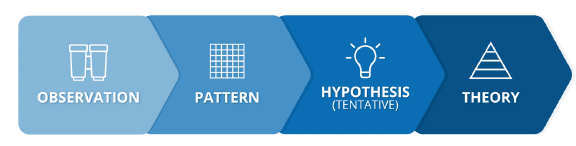 OBSERVATION
PATTERN
HYPOTHESIS
(TENTATIVE)
THEORY